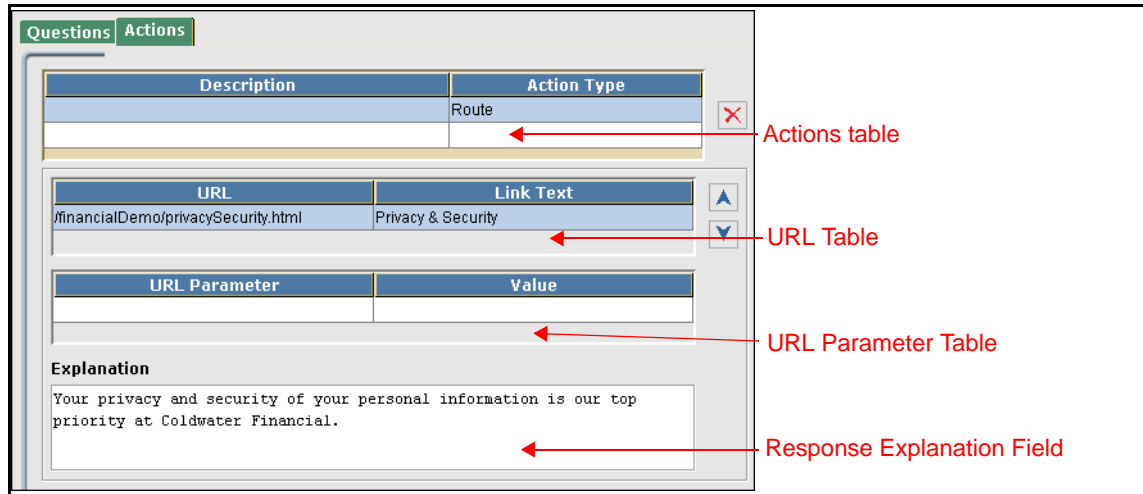 Questions Actions
Description Action Type
Route
Actions table
URL Link Text
/financialDemo/privacySecurity.html Privacy & Security
URL Table
URL Parameter Value
URL Parameter Table
Explanation
Your privacy and security of your personal information is our top
priority at Coldwater Financial.
Response Explanation Field